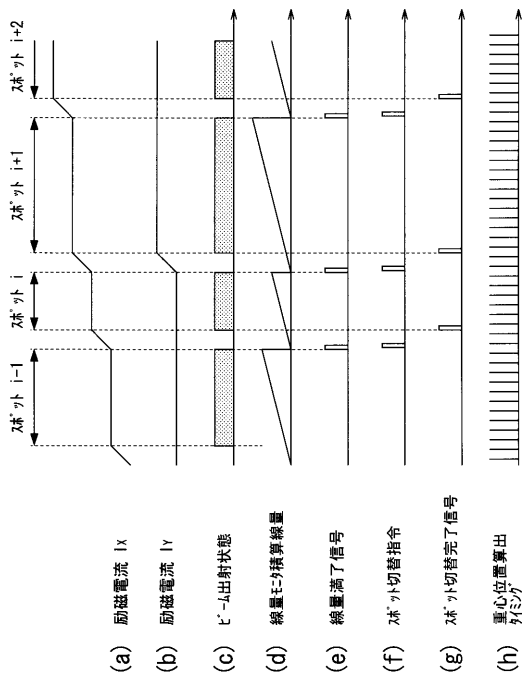 スポット i-1
スポット i
スポット i+1
スポット i+2
(a) 励磁電流 Ix
(b) 励磁電流 IY
(c) ビーム出射状態
(d) 線量モニタ積算線量
(e) 線量満了信号
(f) スポット切替指令
(g) スポット切替完了信号
(h) 重心位置算出
タイミング